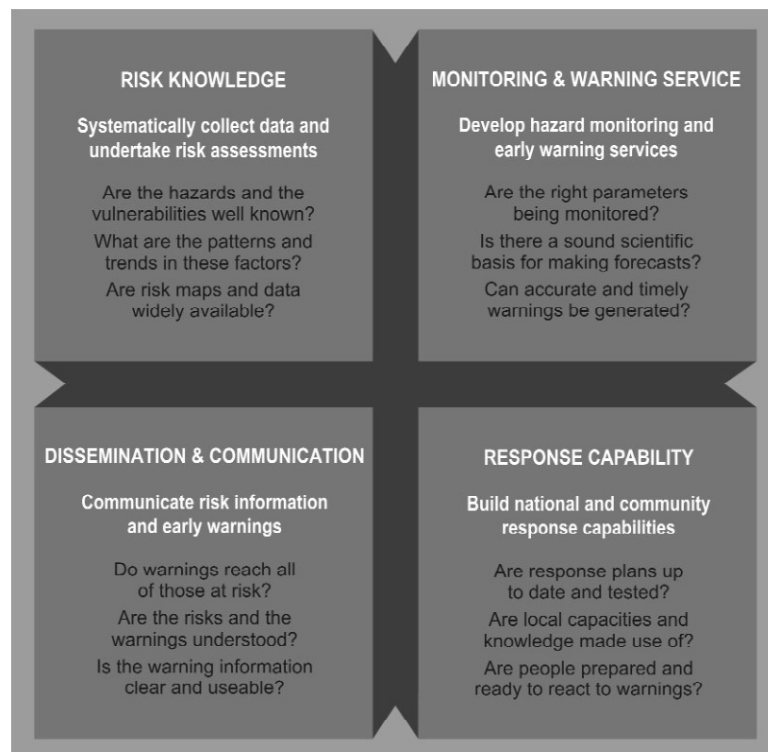 RISK KNOWLEDGE
Systematically collect data and
undertake risk assessments
Are the hazards and the
vulnerabilities well known?
What are the patterns and
trends in these factors?
Are risk maps and data
widely available?
MONITORING & WARNING SERVICE
Develop hazard monitoring and
early warning services
Are the right parameters
being monitored?
Is there a sound scientific
basis for making forecasts?
Can accurate and timely
warnings be generated?
DISSEMINATION & COMMUNICATION
Communicate risk information
and early warnings
Do warnings reach all
of those at risk?
Are the risks and the
warnings understood?
Is the warning information
clear and useable?
RESPONSE CAPABILITY
Build national and community
response capabilities
Are response plans up
to date and tested?
Are local capacities and
knowledge made use of?
Are people prepared and
ready to react to warnings?